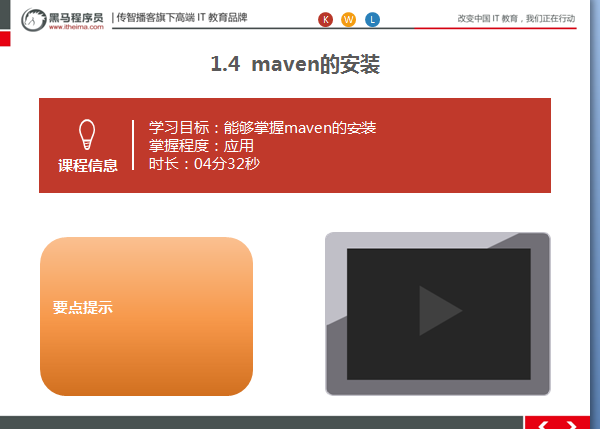 黑马程序员
www.itheima.com
传智播客旗下高端 IT 教育品牌
K W L
改变中国 IT 教育，我们正在行动
1.4 maven的安装
学习目标：能够掌握maven的安装
掌握程度：应用
时长：04分32秒
课程信息
要点提示